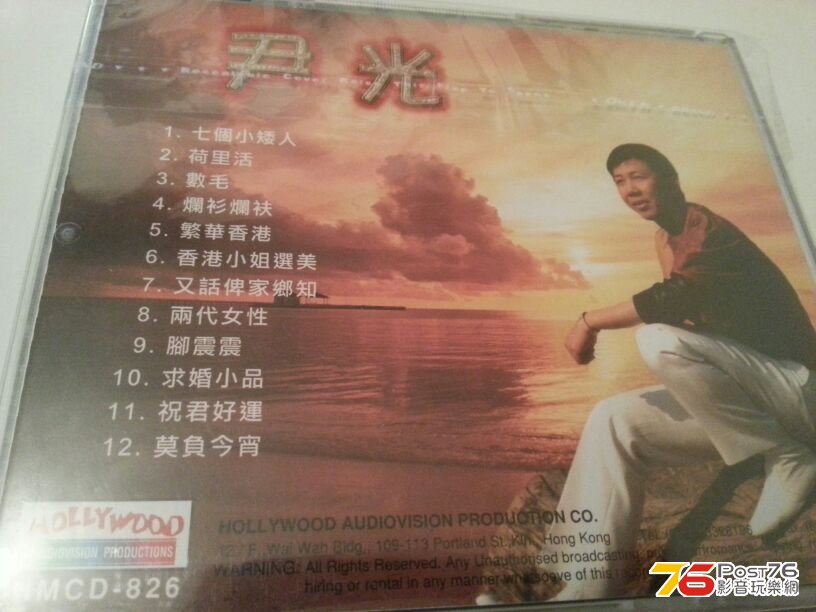 尹光
1. 七個小矮人
2. 荷里活
3. 數毛
4. 爛衫爛袂
5. 繁華香港
6. 香港小姐選美
7. 又話俾家鄉知
8. 兩代女性
9. 腳震震
10. 求婚小品
11. 祝君好運
12. 莫負今宵
HOLLYWOOD
AUDIOVISION PRODUCTIONS
MCD-826
HOLLYWOOD AUDIOVISION PRODUCTION CO.
Wai Wah Bldg., 109-113 Portland St., Kln., Hong Kong
WARNING: All Rights Reserved. Any Unauthorised broadcasting,
hiring or rental in any manner whatsoever of this
76 Post76
影音玩樂網